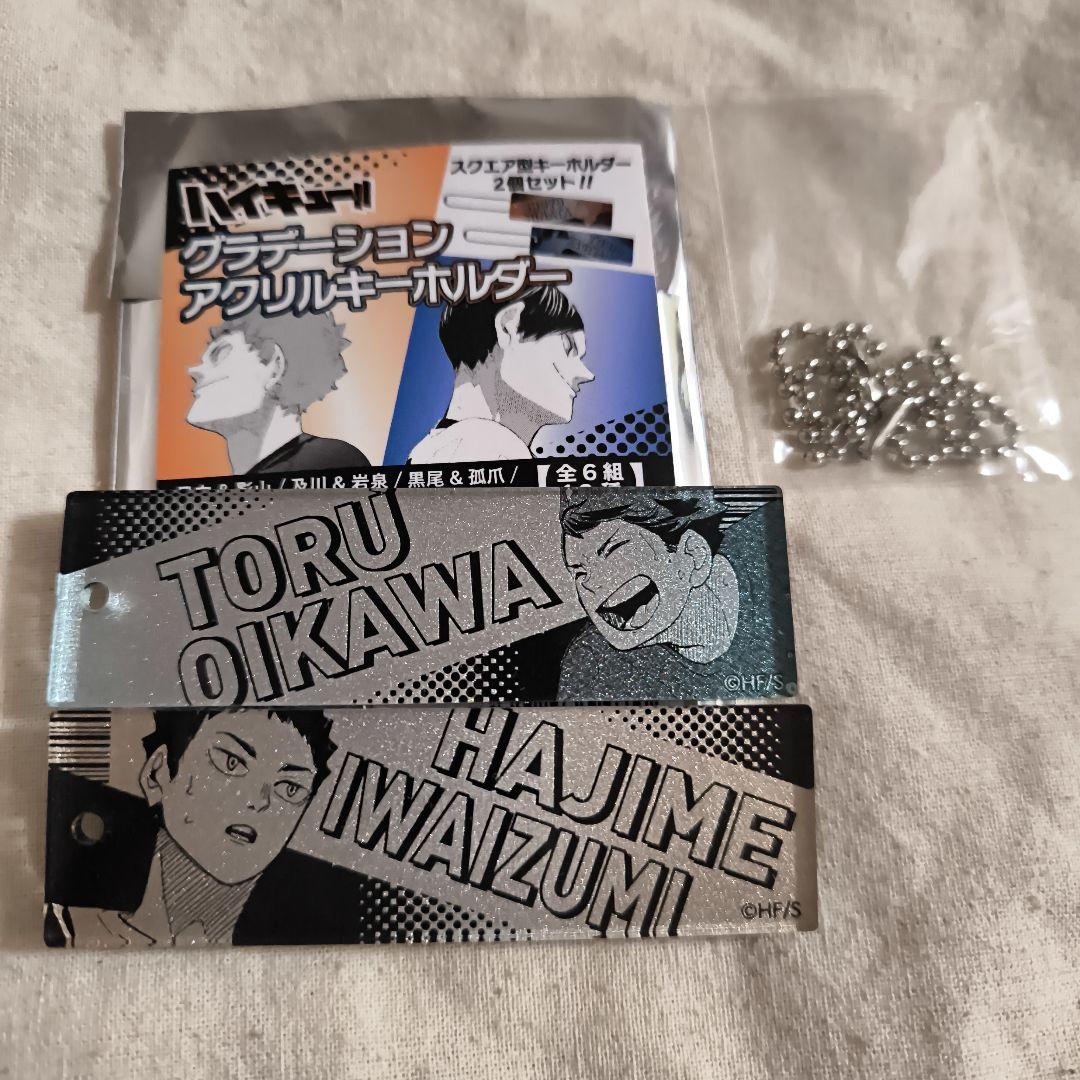 ハイキュー!!
スクエア型キーホルダー
2個セット!!
グラデーション
アクリルキーホルダー
影山 / 及川 & 岩泉 / 黒尾 & 孤爪 /
【全6組
TORU
OIKAWA
©HF/S
HAJIME
IWAIZUMI
©HF/S